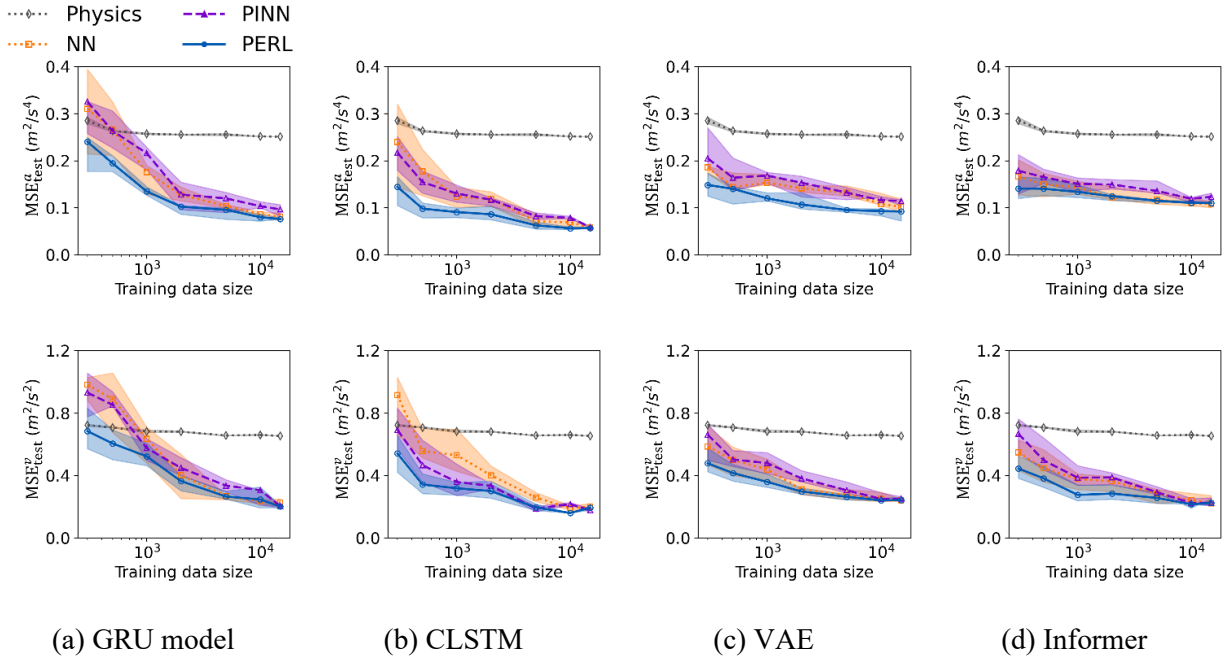 Physics
PINN
NN
PERL
0.4
0.3
0.2
0.1
0.0
MSE^a_test (m²/s⁴)
10³
10⁴
Training data size
0.4
0.3
0.2
0.1
0.0
MSE^a_test (m²/s⁴)
10³
10⁴
Training data size
0.4
0.3
0.2
0.1
0.0
MSE^a_test (m²/s⁴)
10³
10⁴
Training data size
0.4
0.3
0.2
0.1
0.0
MSE^a_test (m²/s⁴)
10³
10⁴
Training data size
1.2
0.8
0.4
0.0
MSE^v_test (m²/s²)
10³
10⁴
Training data size
1.2
0.8
0.4
0.0
MSE^v_test (m²/s²)
10³
10⁴
Training data size
1.2
0.8
0.4
0.0
MSE^v_test (m²/s²)
10³
10⁴
Training data size
1.2
0.8
0.4
0.0
MSE^v_test (m²/s²)
10³
10⁴
Training data size
(a) GRU model
(b) CLSTM
(c) VAE
(d) Informer